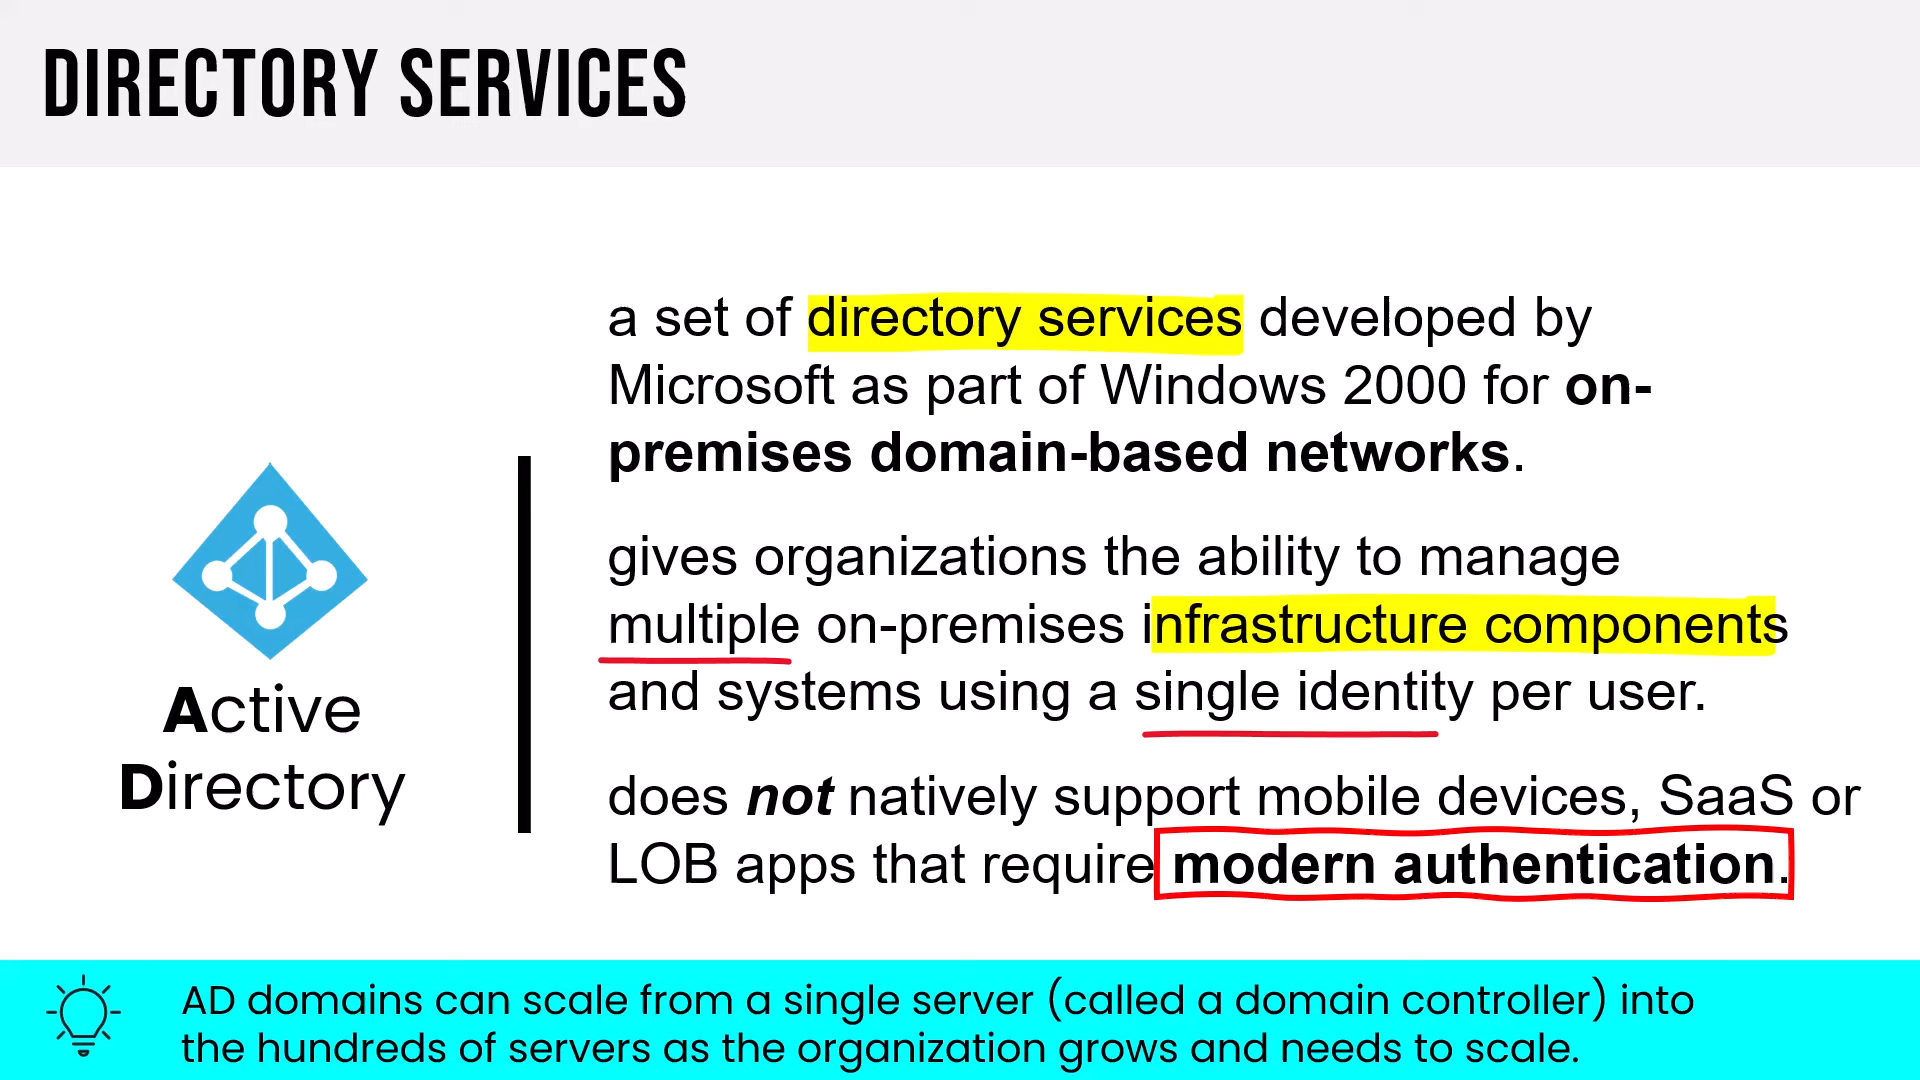 DIRECTORY SERVICES
a set of directory services developed by
Microsoft as part of Windows 2000 for on-
premises domain-based networks.
gives organizations the ability to manage
multiple on-premises infrastructure components
and systems using a single identity per user.
does not natively support mobile devices, SaaS or
LOB apps that require modern authentication.
Active
Directory
AD domains can scale from a single server (called a domain controller) into
the hundreds of servers as the organization grows and needs to scale.